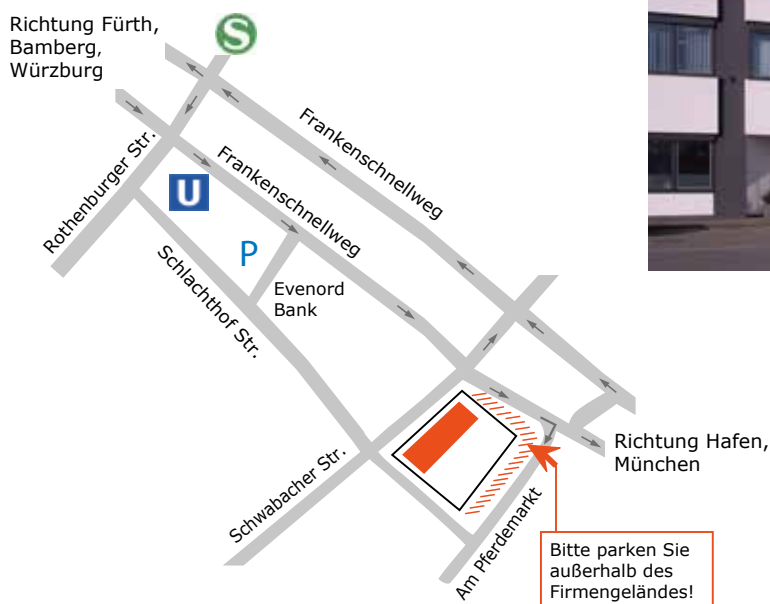 Richtung Fürth,
Bamberg,
Würzburg
S
Rothenburger Str.
U
P
Frankenschnellweg
Frankenschnellweg
Schlachthof Str.
Evenord
Bank
Schwabacher Str.
Am Pferdemarkt
Richtung Hafen,
München
Bitte parken Sie
außerhalb des
Firmengeländes!